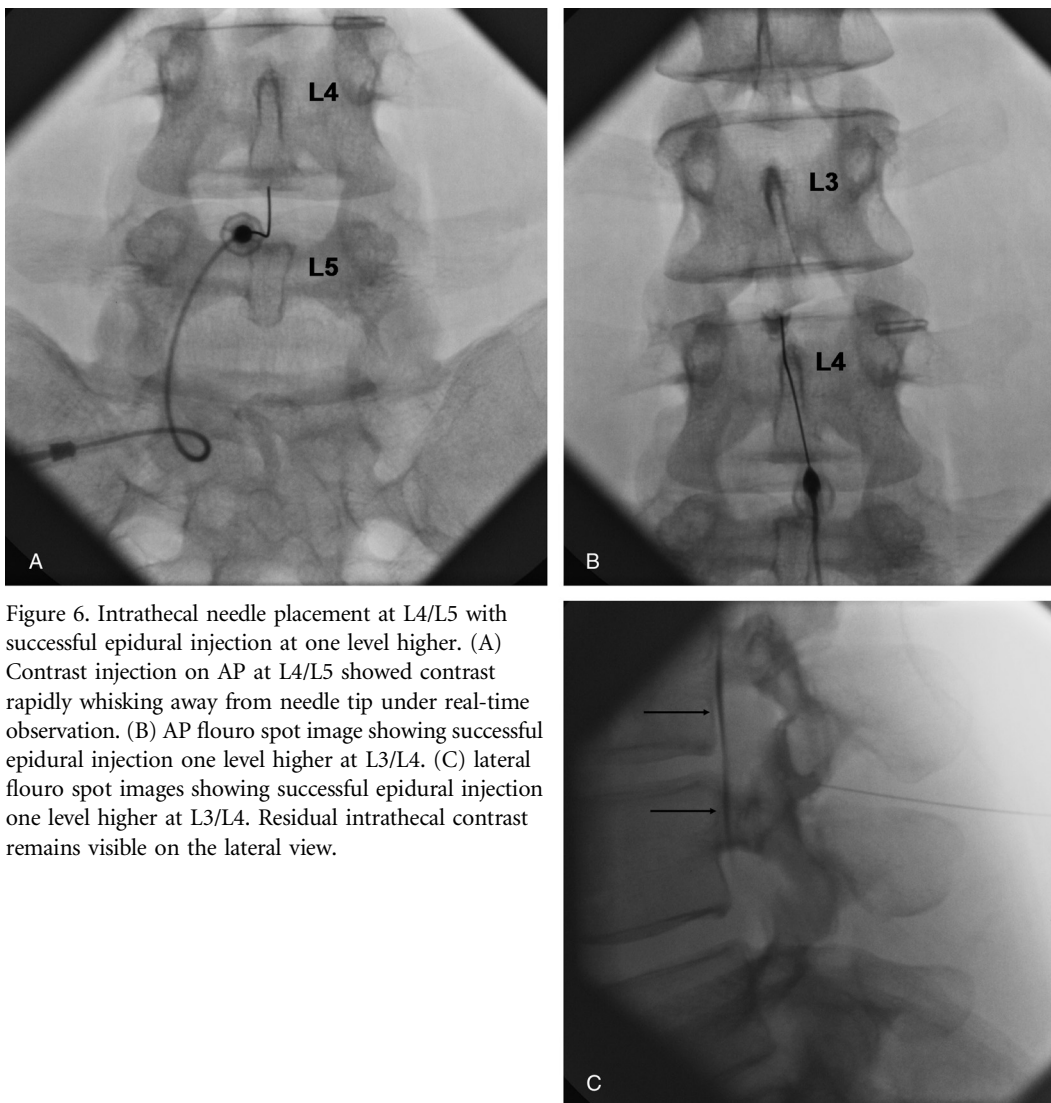 L4
L5
A
L3
L4
B
Figure 6. Intrathecal needle placement at L4/L5 with
successful epidural injection at one level higher. (A)
Contrast injection on AP at L4/L5 showed contrast
rapidly whisking away from needle tip under real-time
observation. (B) AP flouro spot image showing successful
epidural injection one level higher at L3/L4. (C) lateral
flouro spot images showing successful epidural injection
one level higher at L3/L4. Residual intrathecal contrast
remains visible on the lateral view.
C